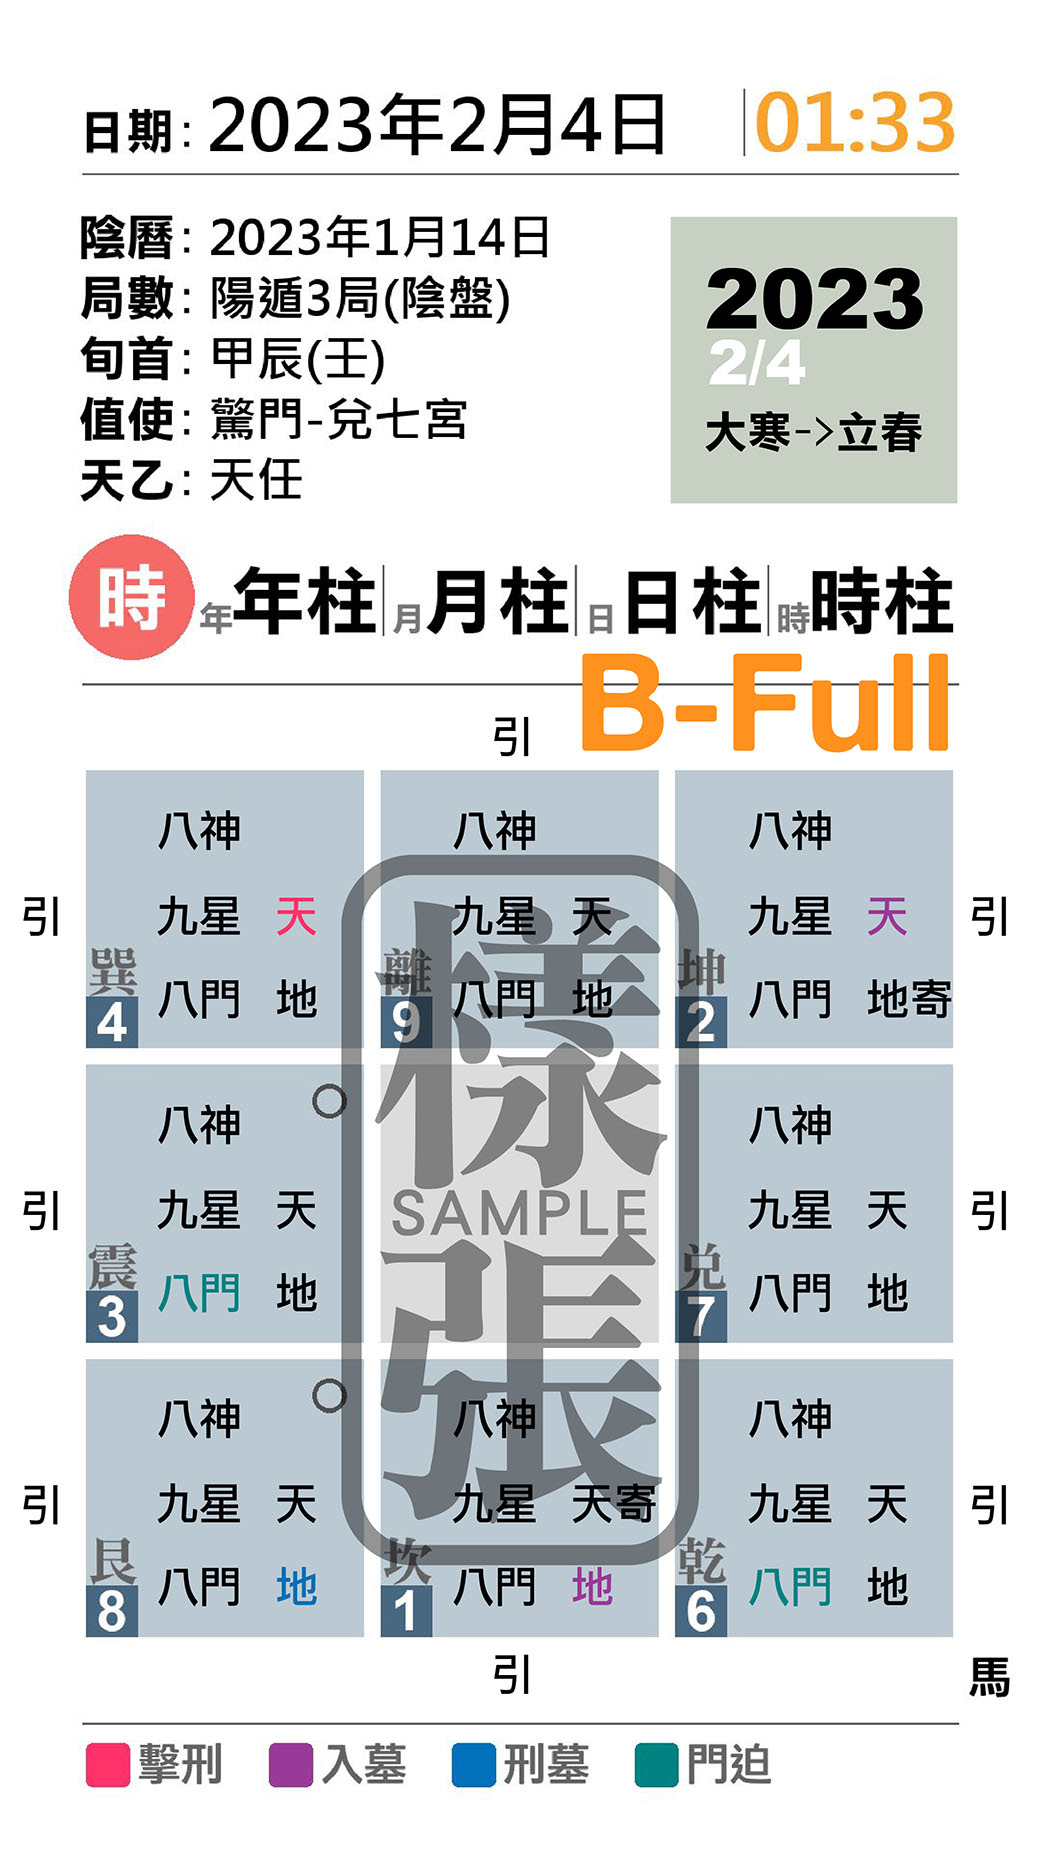 日期: 2023年2月4日 |01:33
陰曆: 2023年1月14日
局數: 陽遁3局(陰盤)
旬首: 甲辰(壬)
值使: 驚門-兌七宮
天乙: 天任
2023
2/4
大寒->立春
時 年年柱|月月柱|日日柱|時時柱
B-Full
引
八神 八神 八神
引 九星 天 九星 天 九星 天 引
巽 離 坤
4 八門 地 9 八門 地 2 八門 地寄
八神 ○ 八神
樣
引 九星 天 SAMPLE 九星 天 引
震 兌
3 八門 地 7 八門 地
張
八神 ○ 八神 八神
引 九星 天 九星 天寄 九星 天 引
艮 坎 乾
8 八門 地 1 八門 地 6 八門 地
引 馬
擊刑 入墓 刑墓 門迫